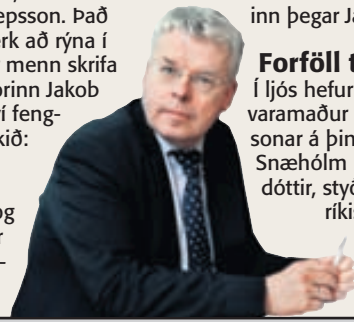 epsson. Það
rk að rýna í
menn skrifa
Jakob
í feng-
kið:
og
r
-
inn þegar Ja
Forföll t
Í ljós hefur
varamaður
sonar á þin
Snæhólm
dóttir, styð
ríkis